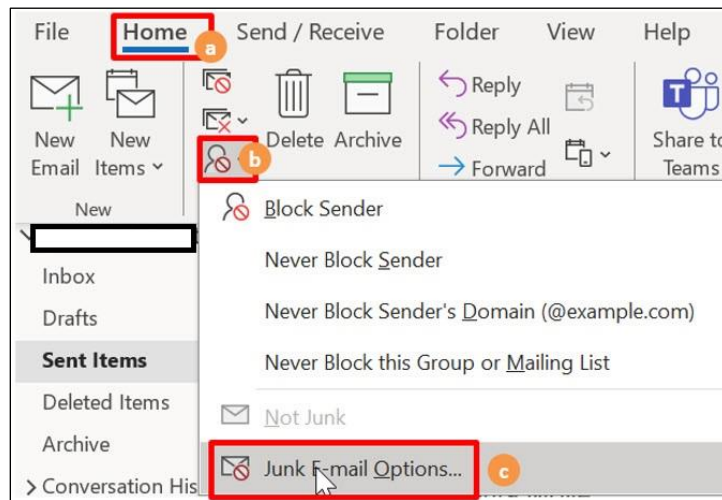 File Home Send / Receive Folder View Help
a
New
Email
New
Items
Delete
Archive
Reply
Reply All
Forward
Share to
Teams
New
b
Block Sender
Never Block Sender
Never Block Sender's Domain (@example.com)
Never Block this Group or Mailing List
Not Junk
Junk E-mail Options...
c
Inbox
Drafts
Sent Items
Deleted Items
Archive
Conversation His